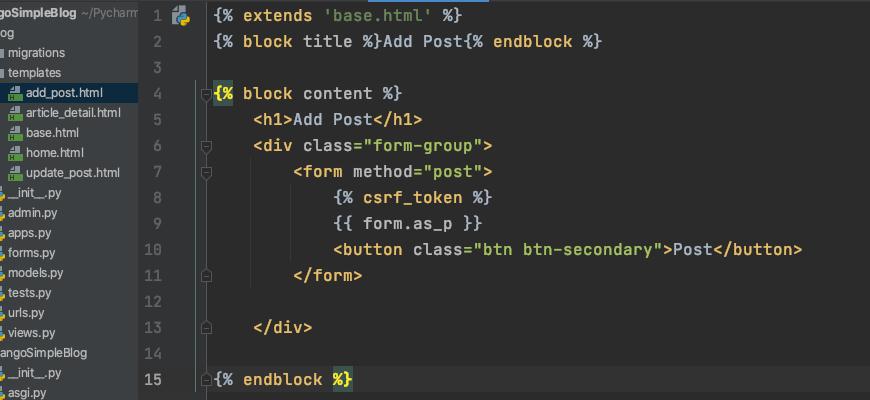 ngoSimpleBlog ~/Pycharm
og
migrations
templates
add_post.html
article_detail.html
base.html
home.html
update_post.html
__init__.py
admin.py
apps.py
forms.py
models.py
tests.py
urls.py
views.py
angoSimpleBlog
__init__.py
asgi.py
1 {% extends 'base.html' %}
2 {% block title %}Add Post{% endblock %}
3
4 {% block content %}
5 <h1>Add Post</h1>
6 <div class="form-group">
7 <form method="post">
8 {% csrf_token %}
9 {{ form.as_p }}
10 <button class="btn btn-secondary">Post</button>
11 </form>
12
13 </div>
14
15 {% endblock %}